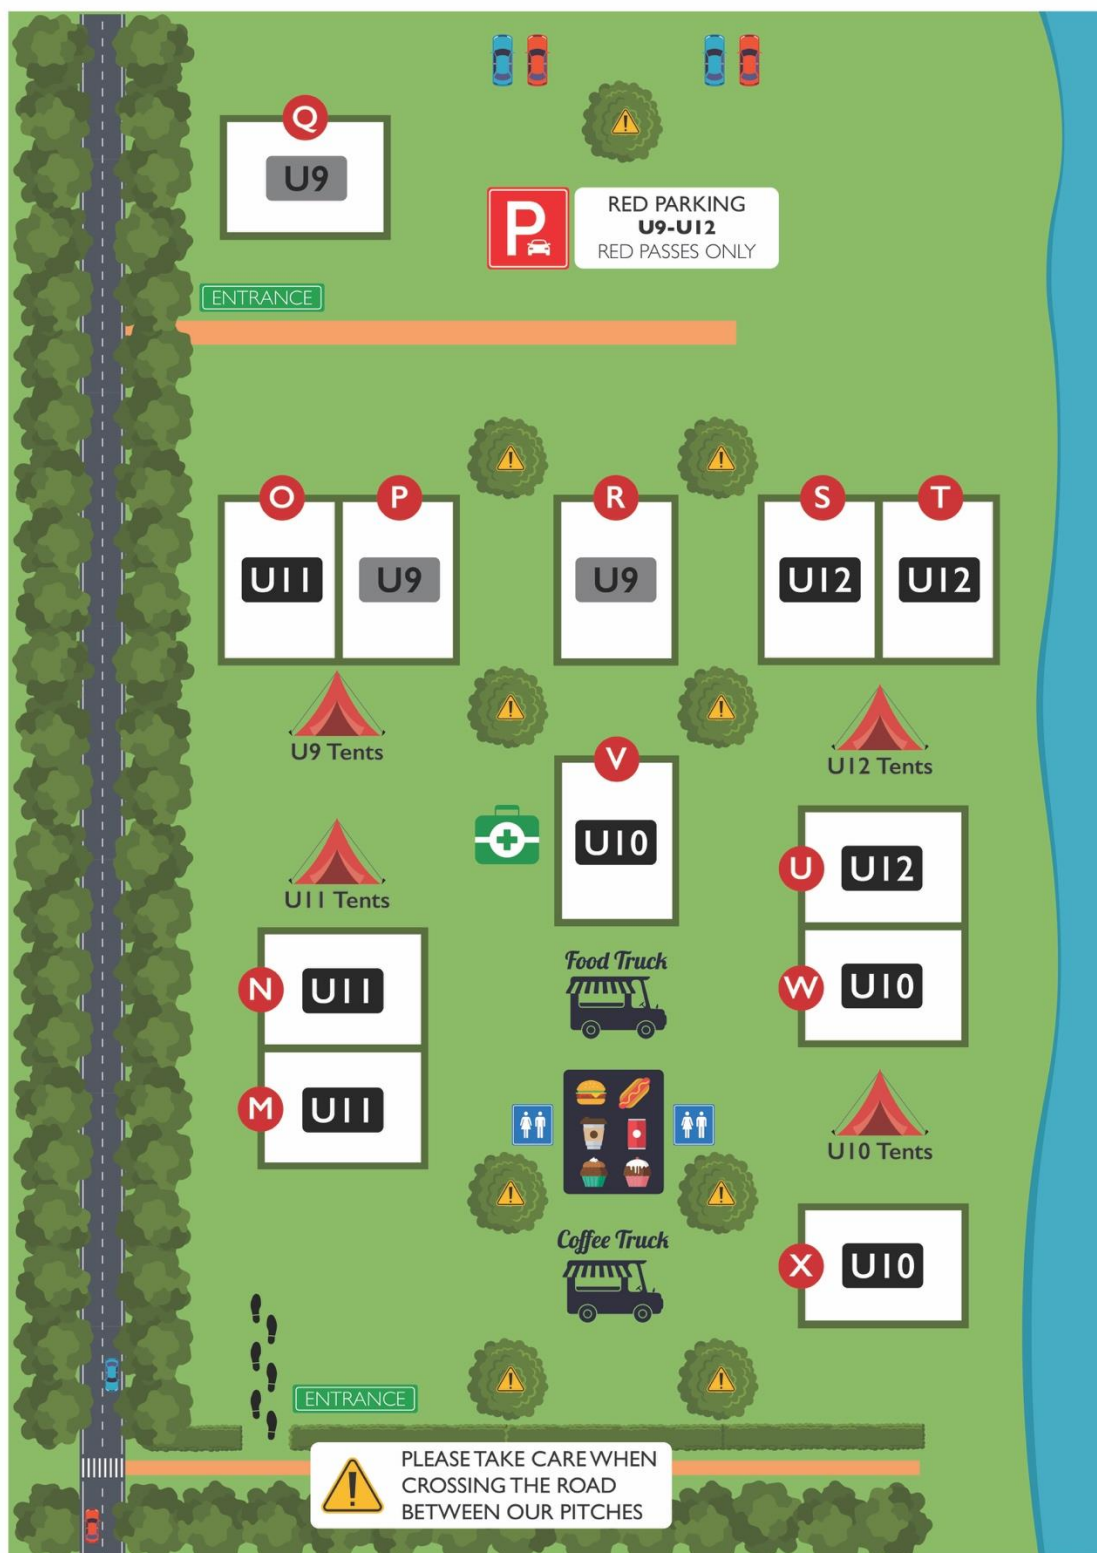 Q
U9
P
RED PARKING
U9-U12
RED PASSES ONLY
ENTRANCE
O
P
R
S
T
U11
U9
U9
U12
U12
U9 Tents
U12 Tents
V
U10
U
U12
U11 Tents
N
U11
Food Truck
W
U10
M
U11
U10 Tents
Coffee Truck
X
U10
ENTRANCE
PLEASE TAKE CARE WHEN
CROSSING THE ROAD
BETWEEN OUR PITCHES